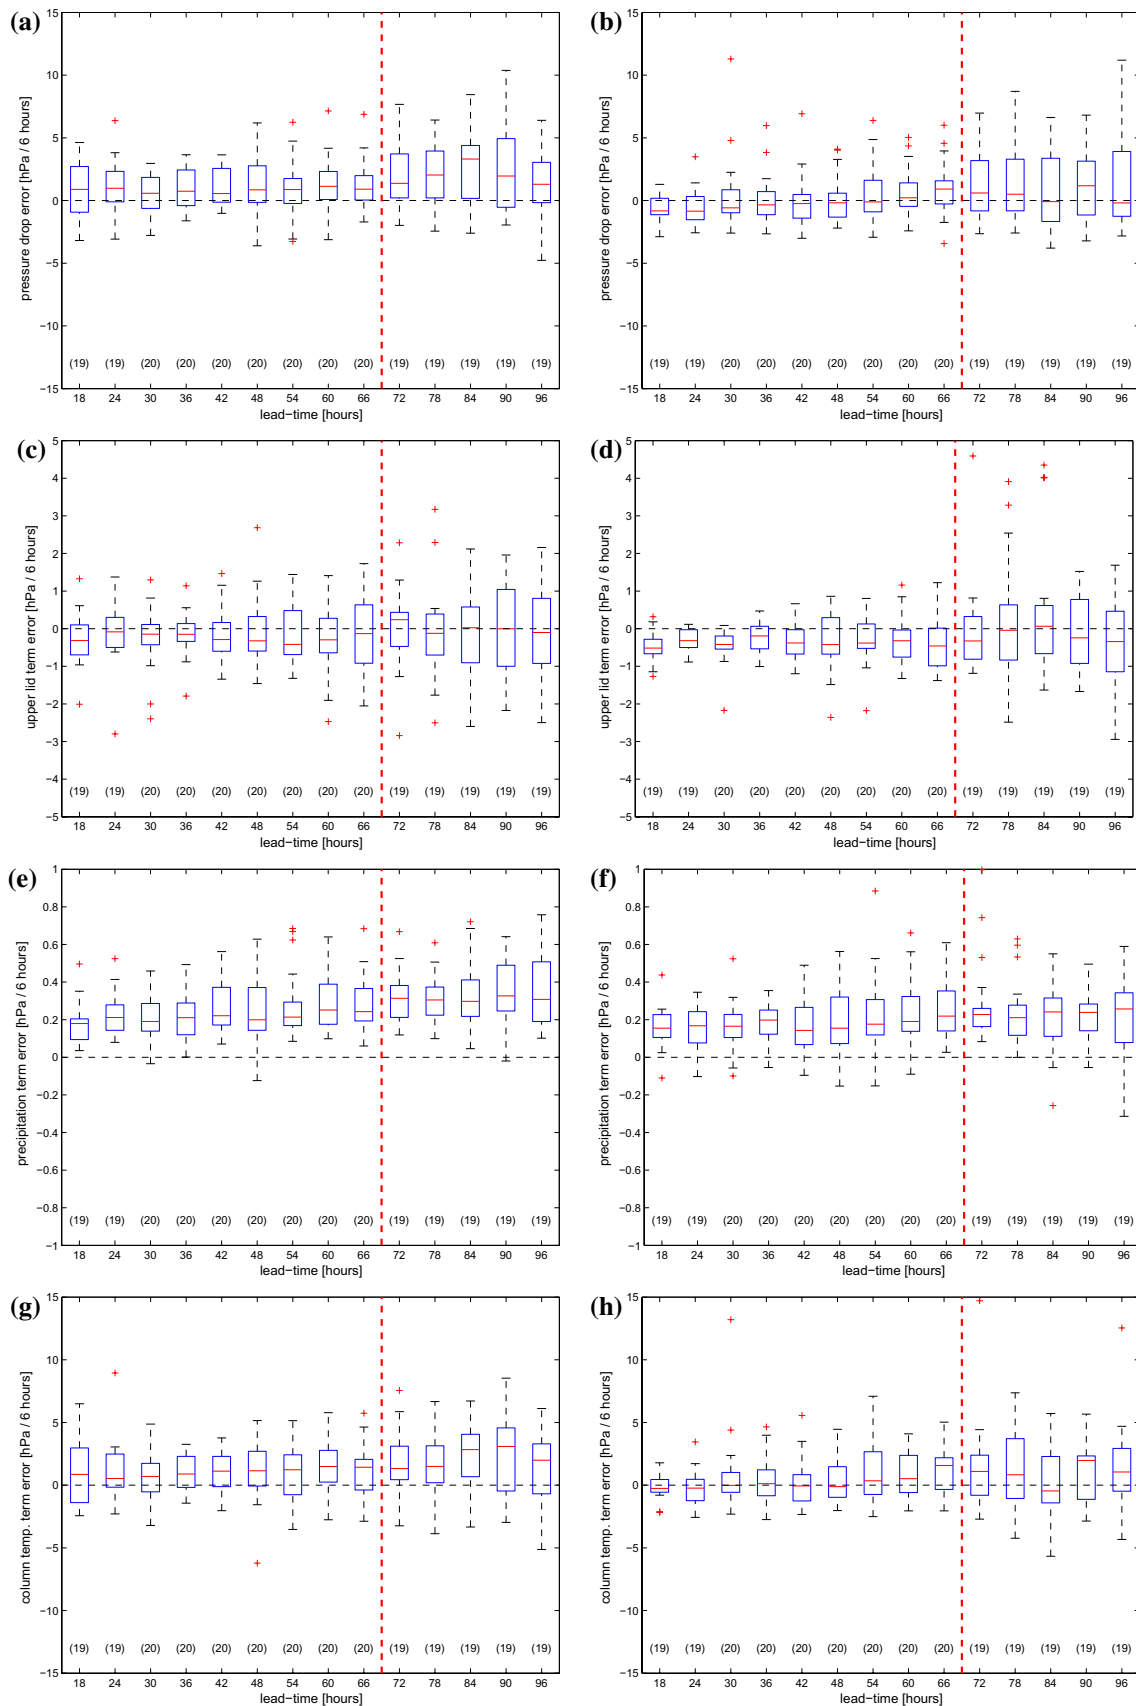 (a)
15
10
5
0
−5
−10
−15
pressure drop error [hPa / 6 hours]
(19) (19) (20) (20) (20) (20) (20) (20) (20) (19) (19) (19) (19) (19)
18 24 30 36 42 48 54 60 66 72 78 84 90 96
lead−time [hours]
(b)
15
10
5
0
−5
−10
−15
pressure drop error [hPa / 6 hours]
(19) (19) (20) (20) (20) (20) (20) (20) (20) (19) (19) (19) (19) (19)
18 24 30 36 42 48 54 60 66 72 78 84 90 96
lead−time [hours]
(c)
5
4
3
2
1
0
−1
−2
−3
−4
−5
upper lid term error [hPa / 6 hours]
(19) (19) (20) (20) (20) (20) (20) (20) (20) (19) (19) (19) (19) (19)
18 24 30 36 42 48 54 60 66 72 78 84 90 96
lead−time [hours]
(d)
5
4
3
2
1
0
−1
−2
−3
−4
−5
upper lid term error [hPa / 6 hours]
(19) (19) (20) (20) (20) (20) (20) (20) (20) (19) (19) (19) (19) (19)
18 24 30 36 42 48 54 60 66 72 78 84 90 96
lead−time [hours]
(e)
1
0.8
0.6
0.4
0.2
0
−0.2
−0.4
−0.6
−0.8
−1
precipitation term error [hPa / 6 hours]
(19) (19) (20) (20) (20) (20) (20) (20) (20) (19) (19) (19) (19) (19)
18 24 30 36 42 48 54 60 66 72 78 84 90 96
lead−time [hours]
(f)
1
0.8
0.6
0.4
0.2
0
−0.2
−0.4
−0.6
−0.8
−1
precipitation term error [hPa / 6 hours]
(19) (19) (20) (20) (20) (20) (20) (20) (20) (19) (19) (19) (19) (19)
18 24 30 36 42 48 54 60 66 72 78 84 90 96
lead−time [hours]
(g)
15
10
5
0
−5
−10
−15
column temp. term error [hPa / 6 hours]
(19) (19) (20) (20) (20) (20) (20) (20) (20) (19) (19) (19) (19) (19)
18 24 30 36 42 48 54 60 66 72 78 84 90 96
lead−time [hours]
(h)
15
10
5
0
−5
−10
−15
column temp. term error [hPa / 6 hours]
(19) (19) (20) (20) (20) (20) (20) (20) (20) (19) (19) (19) (19) (19)
18 24 30 36 42 48 54 60 66 72 78 84 90 96
lead−time [hours]